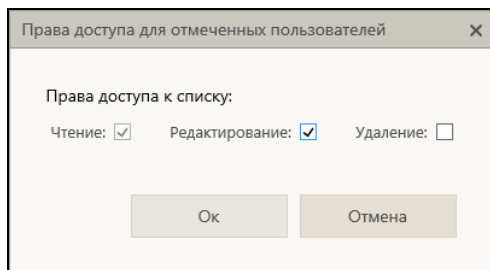 Права доступа для отмеченных пользователей
Права доступа к списку:
Чтение: Редактирование: Удаление:
Ок Отмена